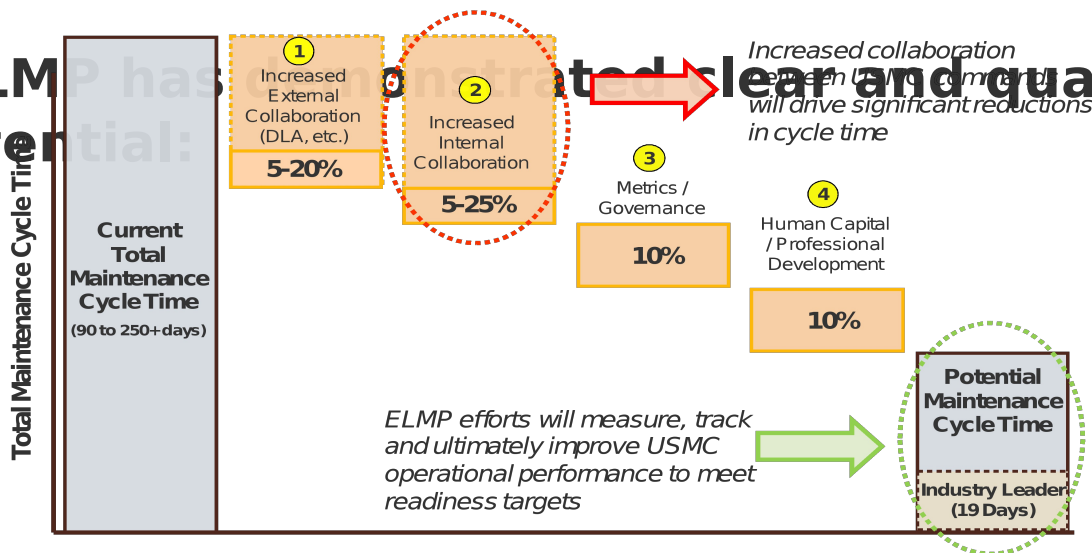 LMP has demonstrated clear and qua
ential:
Total Maintenance Cycle Time
Current
Total
Maintenance
Cycle Time
(90 to 250+ days)
1
Increased
External
Collaboration
(DLA, etc.)
5-20%
2
Increased
Internal
Collaboration
5-25%
Increased collaboration
between USMC commands
will drive significant reductions
in cycle time
3
Metrics /
Governance
10%
4
Human Capital
/ Professional
Development
10%
ELMP efforts will measure, track
and ultimately improve USMC
operational performance to meet
readiness targets
Potential
Maintenance
Cycle Time
Industry Leader
(19 Days)